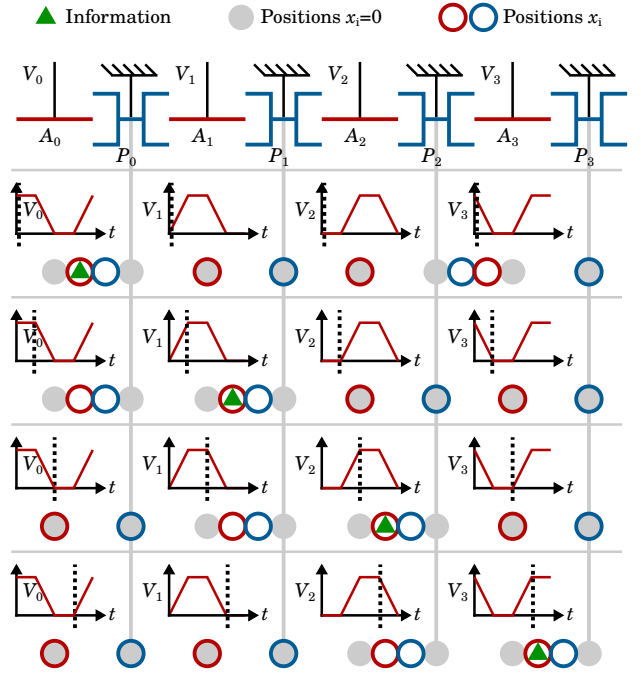 Information Positions xᵢ=0 Positions xᵢ
V₀ V₁ V₂ V₃
A₀ A₁ A₂ A₃
P₀ P₁ P₂ P₃
V₀ t V₁ t V₂ t V₃ t
V₀ t V₁ t V₂ t V₃ t
V₀ t V₁ t V₂ t V₃ t
V₀ t V₁ t V₂ t V₃ t